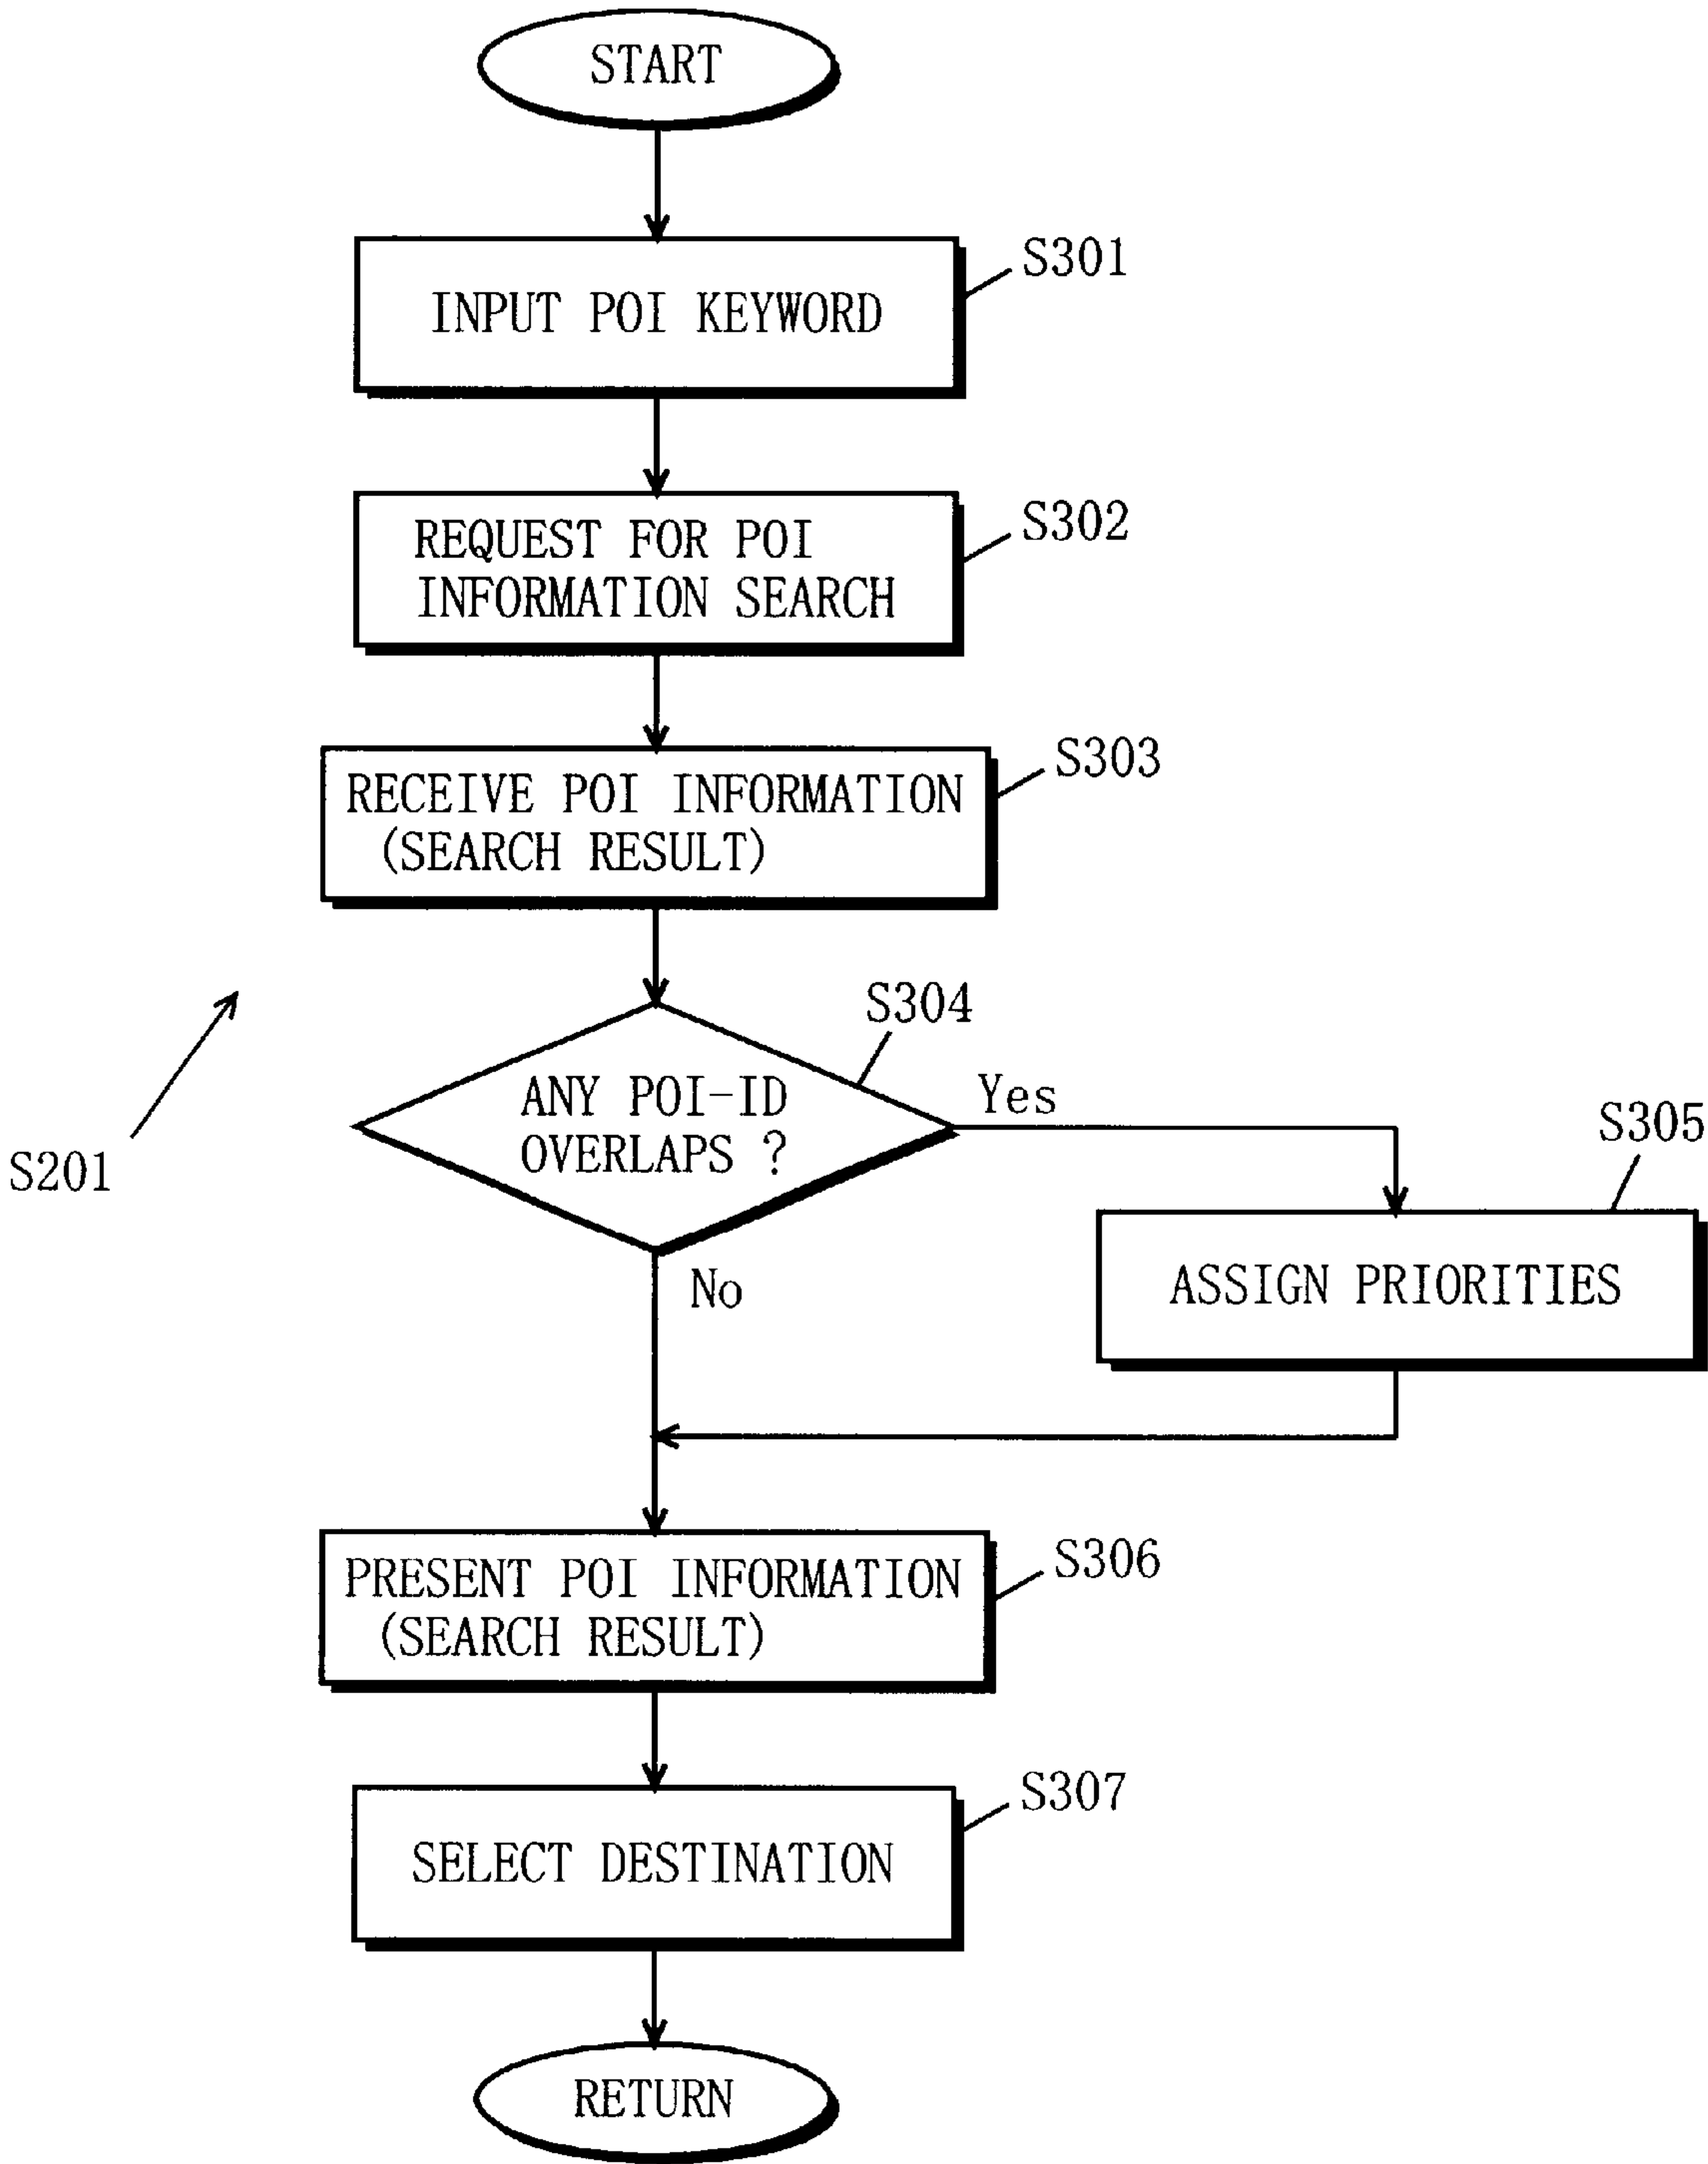 START
INPUT POI KEYWORD
S301
REQUEST FOR POI
INFORMATION SEARCH
S302
RECEIVE POI INFORMATION
(SEARCH RESULT)
S303
S304
ANY POI-ID
OVERLAPS ?
Yes
No
S201
S305
ASSIGN PRIORITIES
PRESENT POI INFORMATION
(SEARCH RESULT)
S306
SELECT DESTINATION
S307
RETURN